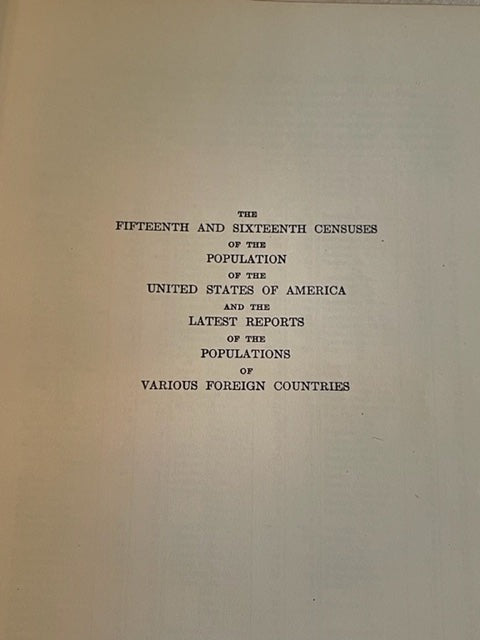 THE
FIFTEENTH AND SIXTEENTH CENSUSES
OF THE
POPULATION
OF THE
UNITED STATES OF AMERICA
AND THE
LATEST REPORTS
OF THE
POPULATIONS
OF
VARIOUS FOREIGN COUNTRIES